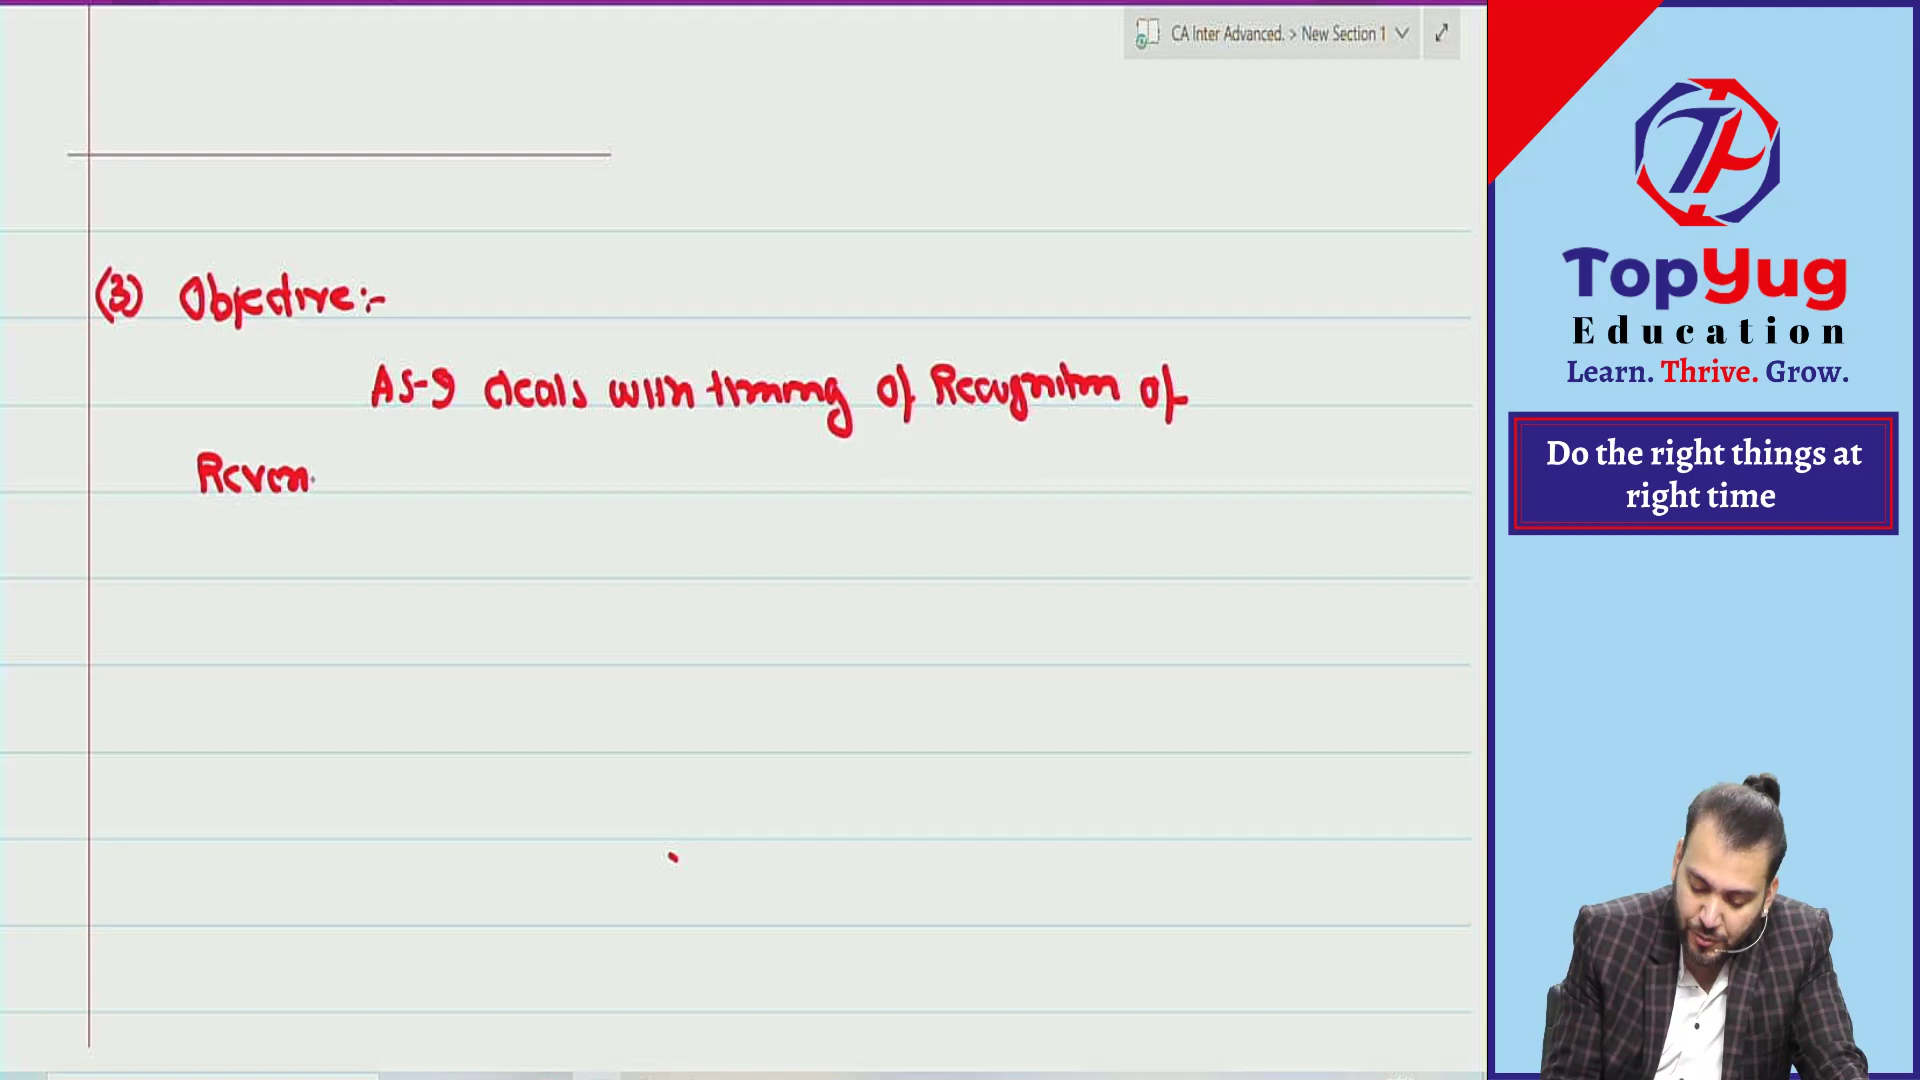 CA Inter Advanced. > New Section 1
(3) Objective:-
AS-9 deals with timing of Recognition of
Reven
TopYug
Education
Learn. Thrive. Grow.
Do the right things at
right time